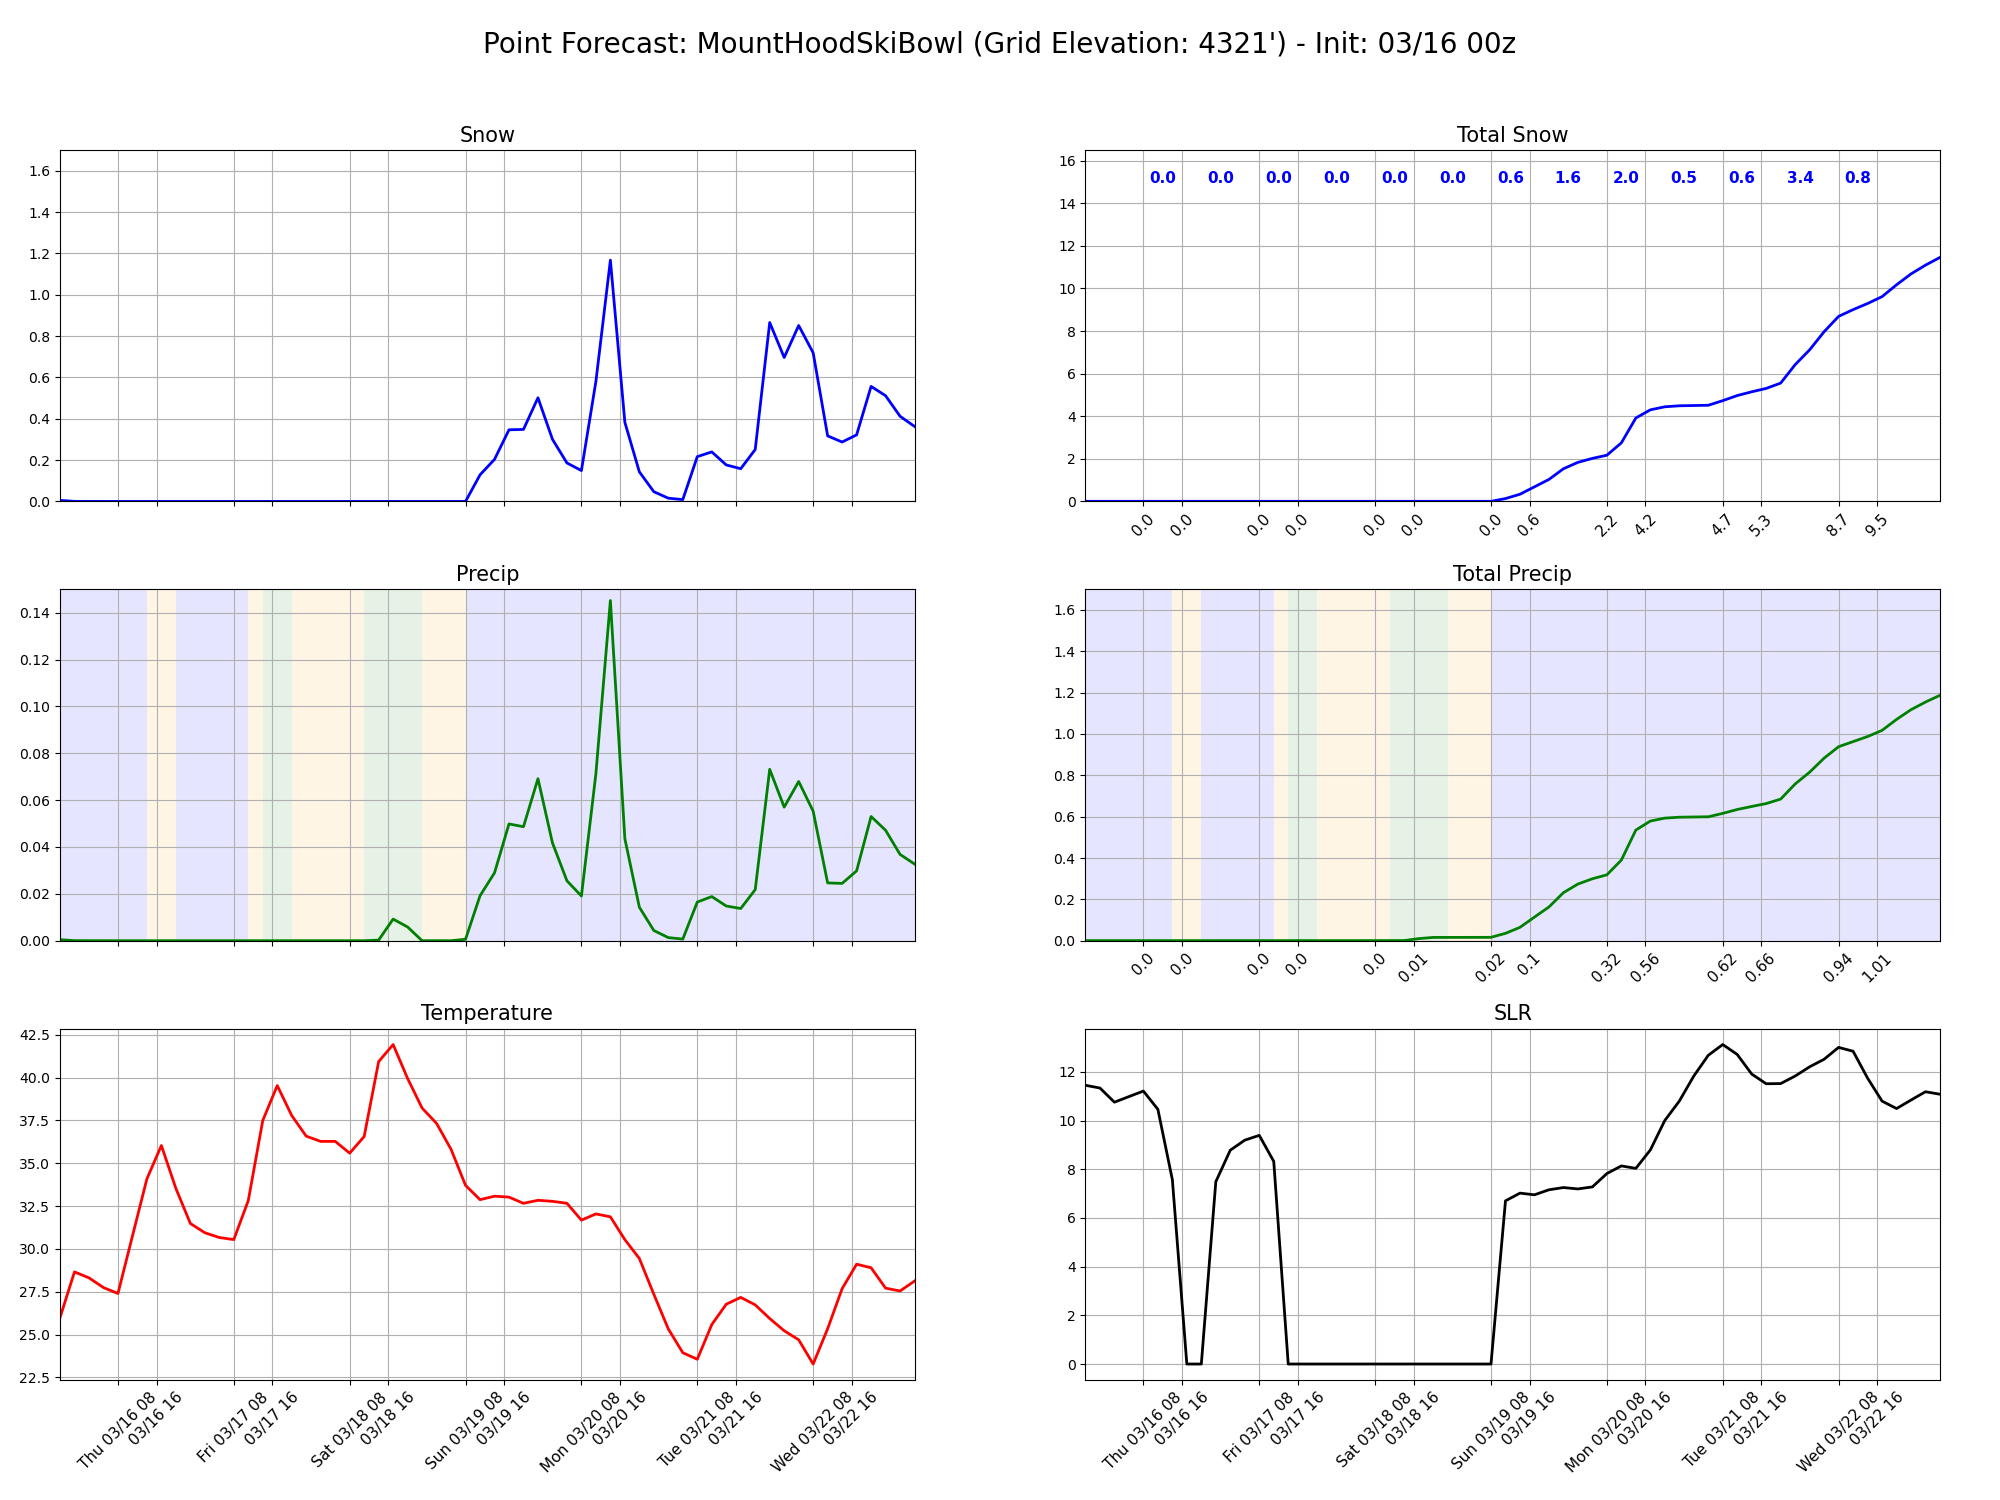 Point Forecast: MountHoodSkiBowl (Grid Elevation: 4321') - Init: 03/16 00z
Snow
1.6
1.4
1.2
1.0
0.8
0.6
0.4
0.2
0.0
Total Snow
16
14
12
10
8
6
4
2
0
0.0 0.0 0.0 0.0 0.0 0.0 0.6 1.6 2.0 0.5 0.6 3.4 0.8
0.0 0.0 0.0 0.0 0.0 0.0 0.0 0.6 2.2 4.2 4.7 5.3 8.7 9.5
Precip
0.14
0.12
0.10
0.08
0.06
0.04
0.02
0.00
Total Precip
1.6
1.4
1.2
1.0
0.8
0.6
0.4
0.2
0.0
0.0 0.0 0.0 0.0 0.0 0.01 0.02 0.1 0.32 0.56 0.62 0.66 0.94 1.01
Temperature
42.5
40.0
37.5
35.0
32.5
30.0
27.5
25.0
22.5
Thu 03/16 08
03/16 16
Fri 03/17 08
03/17 16
Sat 03/18 08
03/18 16
Sun 03/19 08
03/19 16
Mon 03/20 08
03/20 16
Tue 03/21 08
03/21 16
Wed 03/22 08
03/22 16
SLR
12
10
8
6
4
2
0
Thu 03/16 08
03/16 16
Fri 03/17 08
03/17 16
Sat 03/18 08
03/18 16
Sun 03/19 08
03/19 16
Mon 03/20 08
03/20 16
Tue 03/21 08
03/21 16
Wed 03/22 08
03/22 16